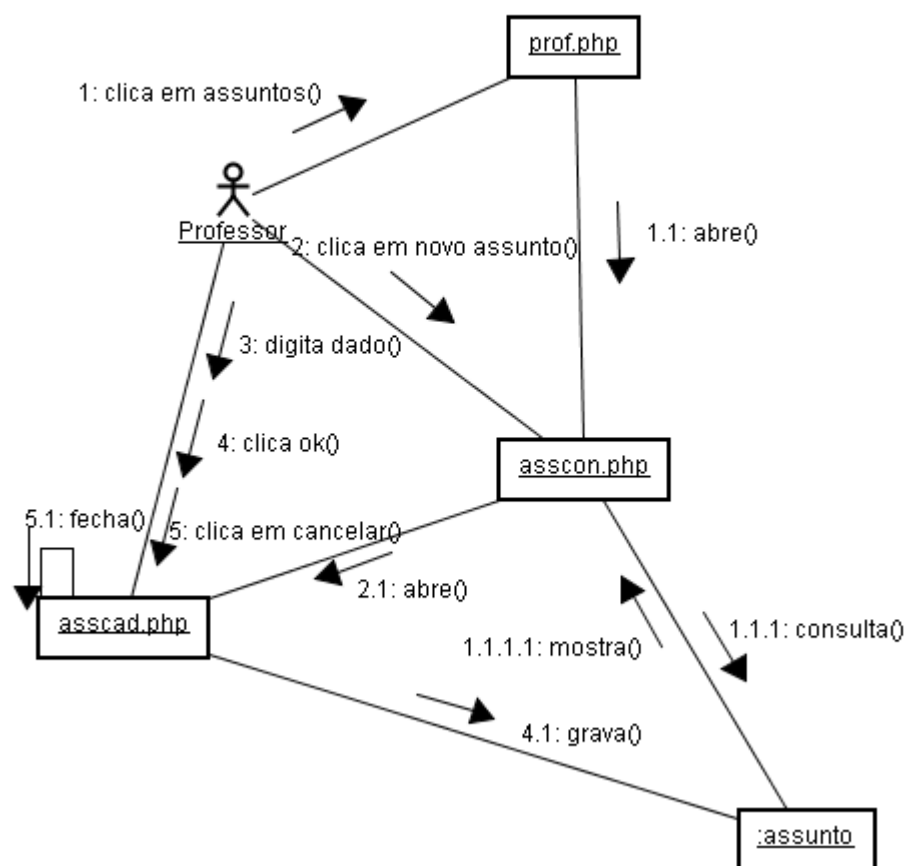 prof.php
1: clica em assuntos()
Professor
2: clica em novo assunto()
1.1: abre()
3: digita dado()
4: clica ok()
asscon.php
5.1: fecha()
5: clica em cancelar()
2.1: abre()
asscad.php
1.1.1.1: mostra()
1.1.1: consulta()
4.1: grava()
:assunto